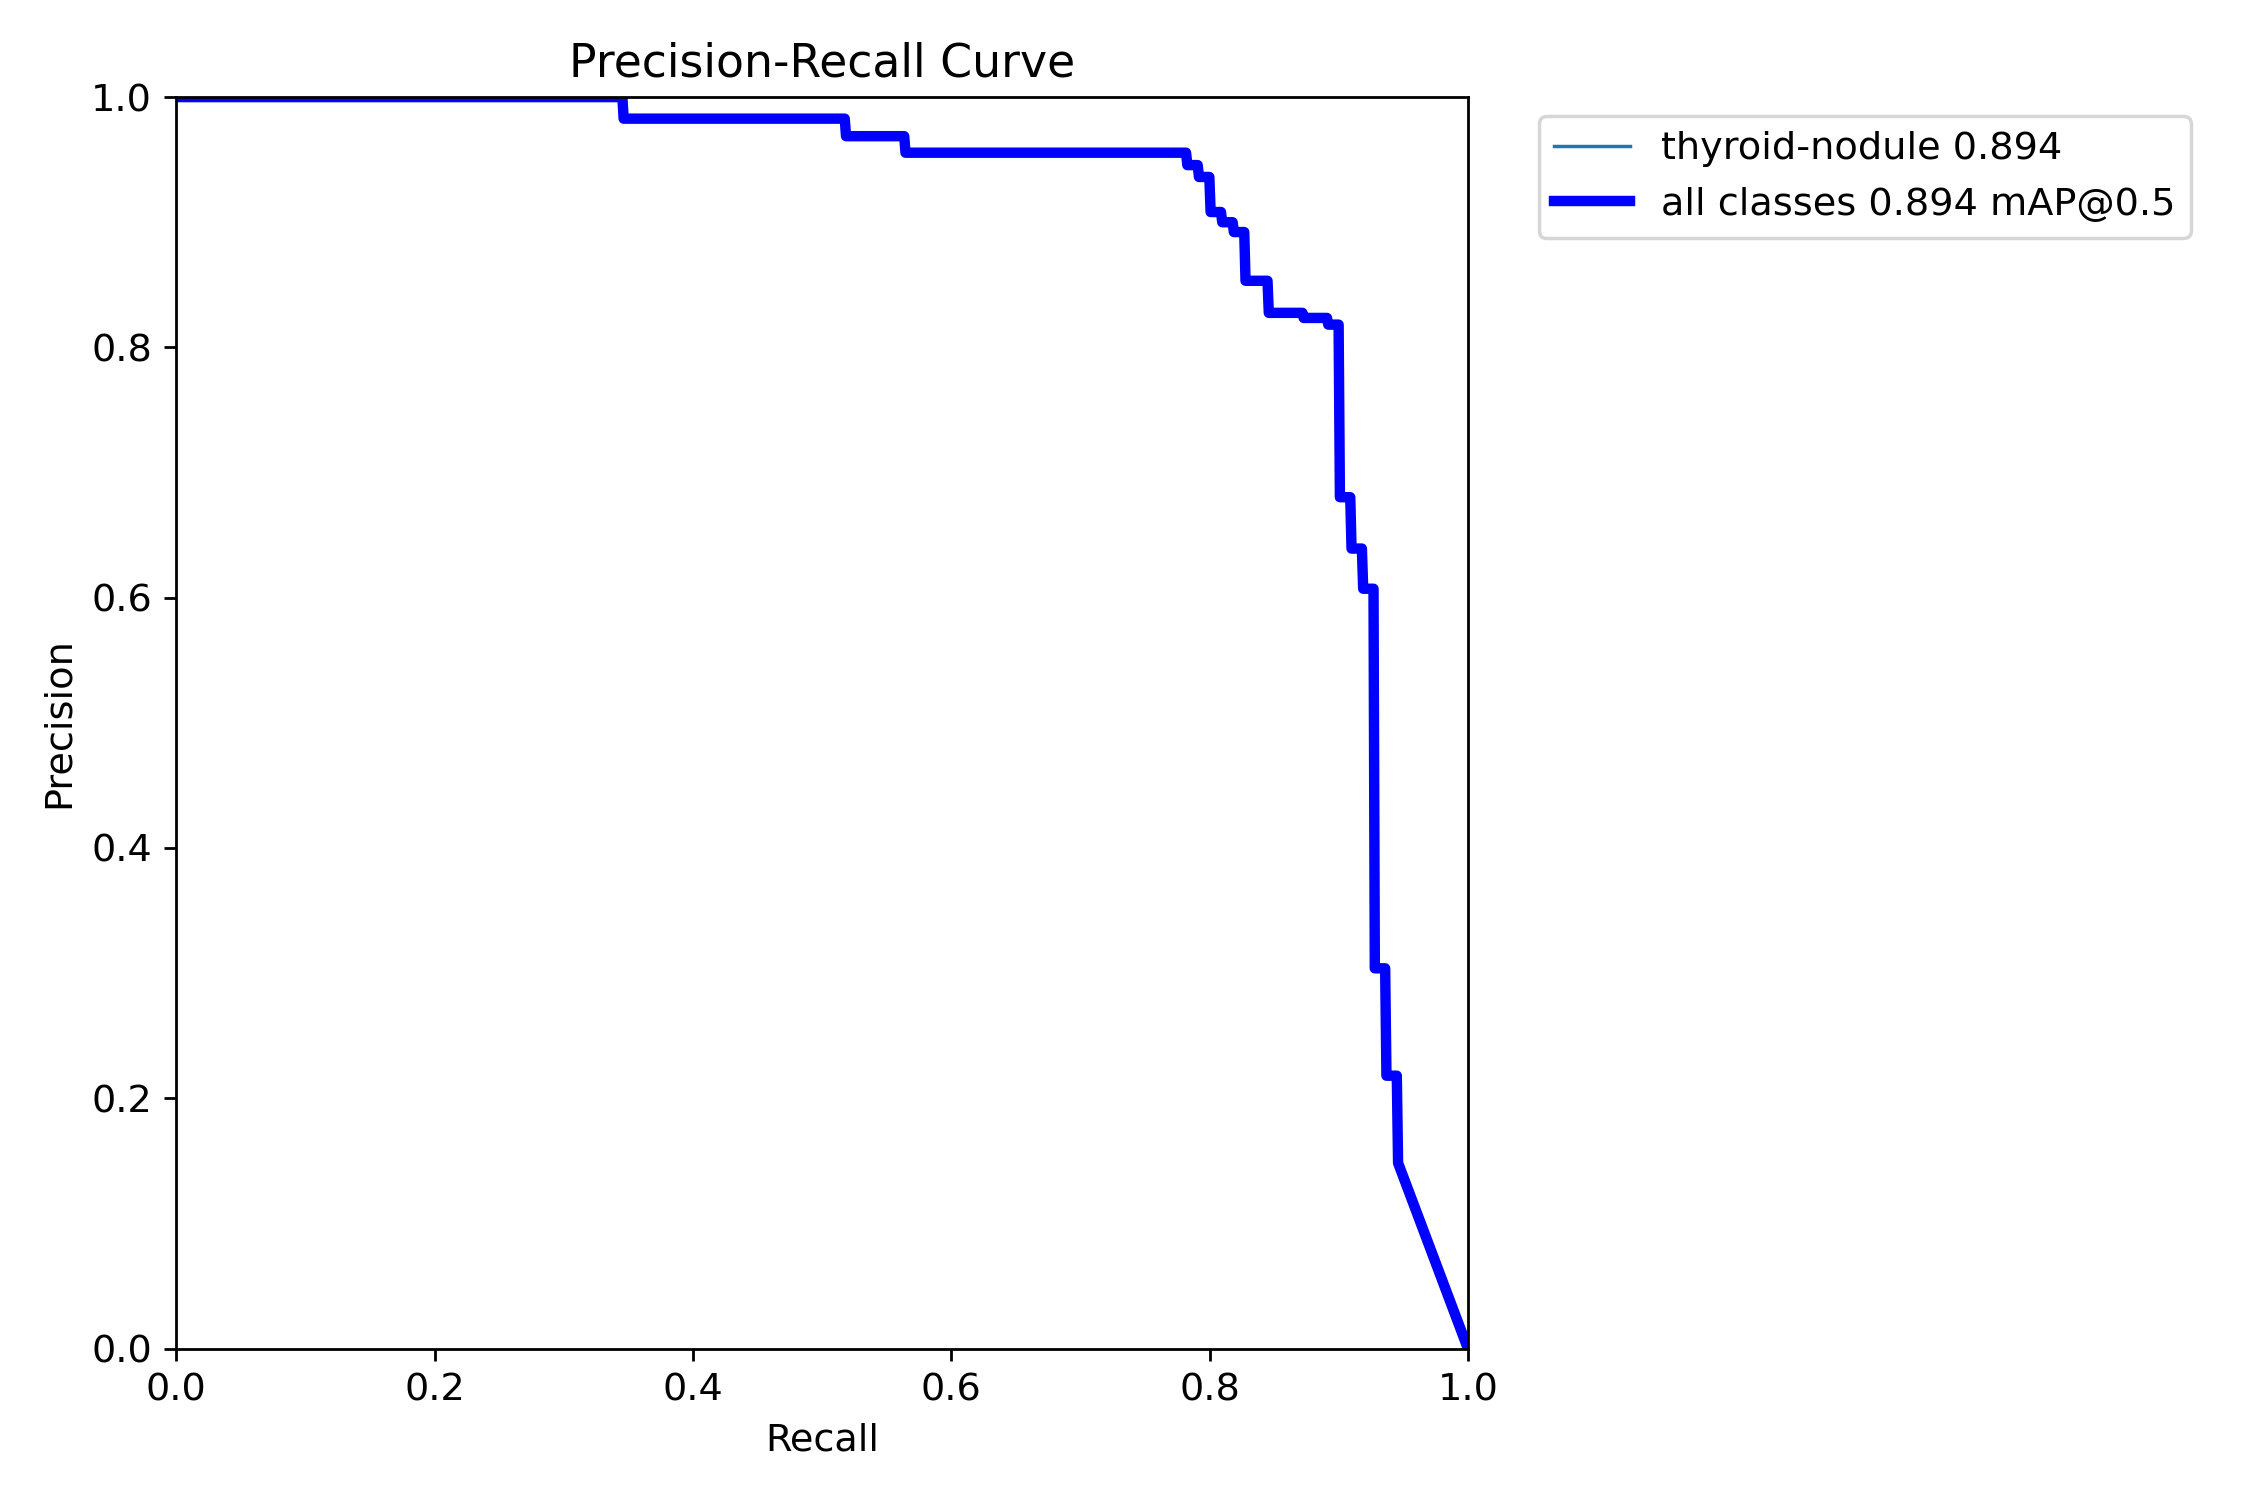 Precision-Recall Curve
1.0
0.8
0.6
0.4
0.2
0.0
Precision
0.0 0.2 0.4 0.6 0.8 1.0
Recall
thyroid-nodule 0.894
all classes 0.894 mAP@0.5